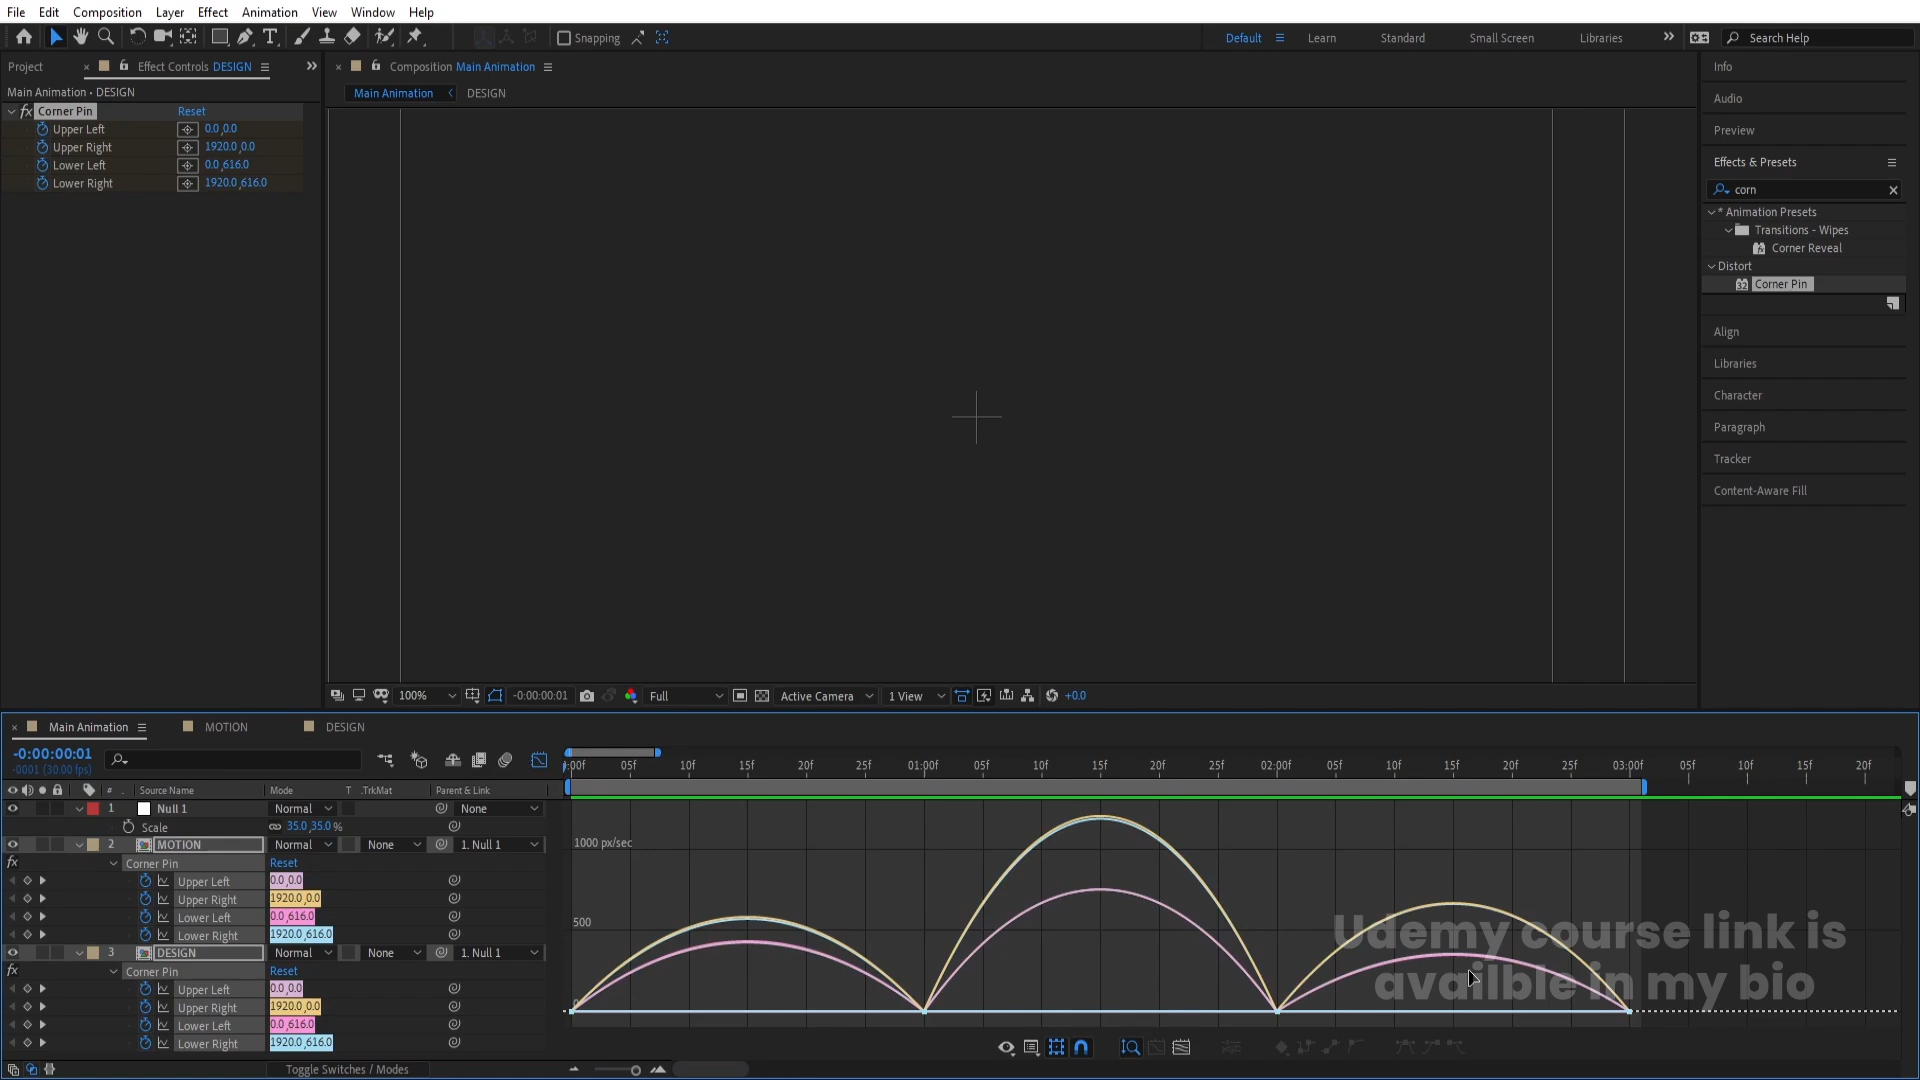 File Edit Composition Layer Effect Animation View Window Help
Snapping Default Learn Standard Small Screen Libraries Search Help
Project Effect Controls DESIGN
Composition Main Animation
Main Animation • DESIGN
Main Animation DESIGN
fx Corner Pin Reset
Upper Left 0.0,0.0
Upper Right 1920.0,0.0
Lower Left 0.0,616.0
Lower Right 1920.0,616.0
Info
Audio
Preview
Effects & Presets
corn
* Animation Presets
Transitions - Wipes
Corner Reveal
Distort
32 Corner Pin
Align
Libraries
Character
Paragraph
Tracker
Content-Aware Fill
100% -0:00:00:01 Full Active Camera 1 View +0.0
Main Animation MOTION DESIGN
-0:00:00:01
-0001 (30.00 fps)
:00f 05f 10f 15f 20f 25f 01:00f 05f 10f 15f 20f 25f 02:00f 05f 10f 15f 20f 25f 03:00f 05f 10f 15f 20f
# . Source Name Mode T .TrkMat Parent & Link
1 Null 1 Normal None
Scale 35.0,35.0 %
2 MOTION Normal None 1. Null 1
fx Corner Pin Reset
Upper Left 0.0,0.0
Upper Right 1920.0,0.0
Lower Left 0.0,616.0
Lower Right 1920.0,616.0
3 DESIGN Normal None 1. Null 1
fx Corner Pin Reset
Upper Left 0.0,0.0
Upper Right 1920.0,0.0
Lower Left 0.0,616.0
Lower Right 1920.0,616.0
1000 px/sec
500
0
Udemy course link is
availble in my bio
Toggle Switches / Modes